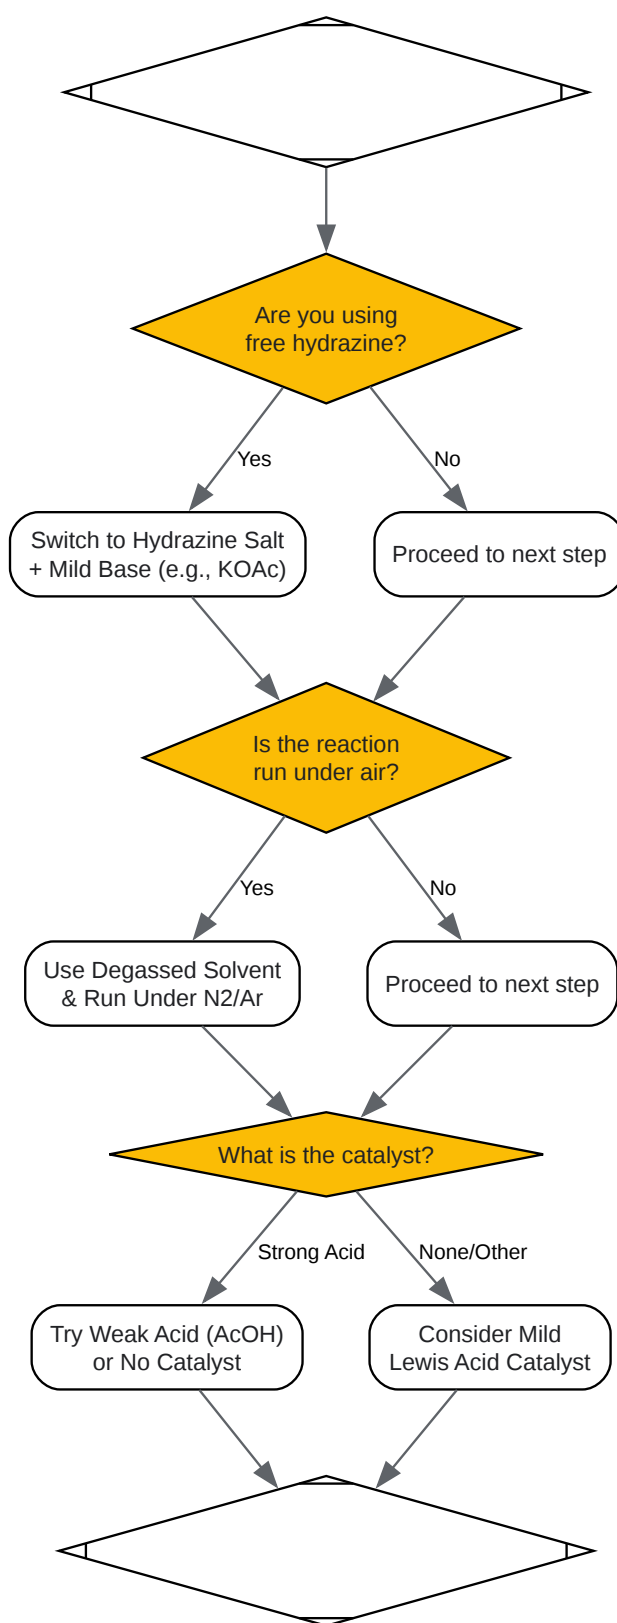 Are you using
free hydrazine?
Yes
No
Switch to Hydrazine Salt
+ Mild Base (e.g., KOAc)
Proceed to next step
Is the reaction
run under air?
Yes
No
Use Degassed Solvent
& Run Under N2/Ar
Proceed to next step
What is the catalyst?
Strong Acid
None/Other
Try Weak Acid (AcOH)
or No Catalyst
Consider Mild
Lewis Acid Catalyst